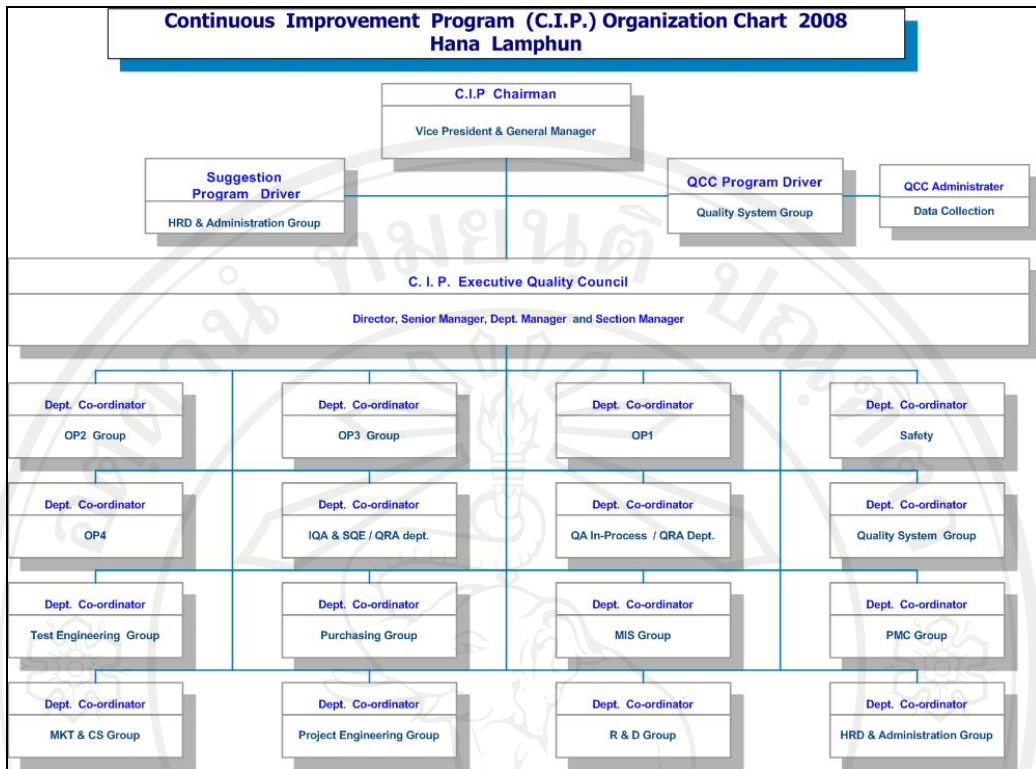 Continuous Improvement Program (C.I.P.) Organization Chart 2008
Hana Lamphun
C.I.P Chairman
Vice President & General Manager
Suggestion
Program Driver
HRD & Administration Group
QCC Program Driver
Quality System Group
QCC Administrater
Data Collection
C. I. P. Executive Quality Council
Director, Senior Manager, Dept. Manager and Section Manager
Dept. Co-ordinator
OP2 Group
Dept. Co-ordinator
OP3 Group
Dept. Co-ordinator
OP1
Dept. Co-ordinator
Safety
Dept. Co-ordinator
OP4
Dept. Co-ordinator
IQA & SQE / QRA dept.
Dept. Co-ordinator
QA In-Process / QRA Dept.
Dept. Co-ordinator
Quality System Group
Dept. Co-ordinator
Test Engineering Group
Dept. Co-ordinator
Purchasing Group
Dept. Co-ordinator
MIS Group
Dept. Co-ordinator
PMC Group
Dept. Co-ordinator
MKT & CS Group
Dept. Co-ordinator
Project Engineering Group
Dept. Co-ordinator
R & D Group
Dept. Co-ordinator
HRD & Administration Group